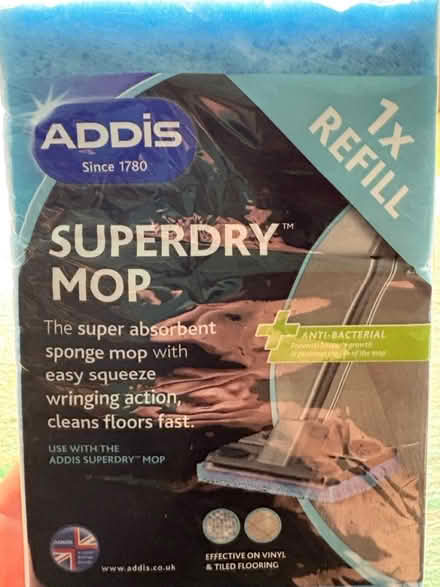 ADDIS
Since 1780
1X
REFILL
SUPERDRY™
MOP
The super absorbent
sponge mop with
easy squeeze
wringing action,
cleans floors fast.
ANTI-BACTERIAL
USE WITH THE
ADDIS SUPERDRY™ MOP
ADDIS
www.addis.co.uk
EFFECTIVE ON VINYL
& TILED FLOORING